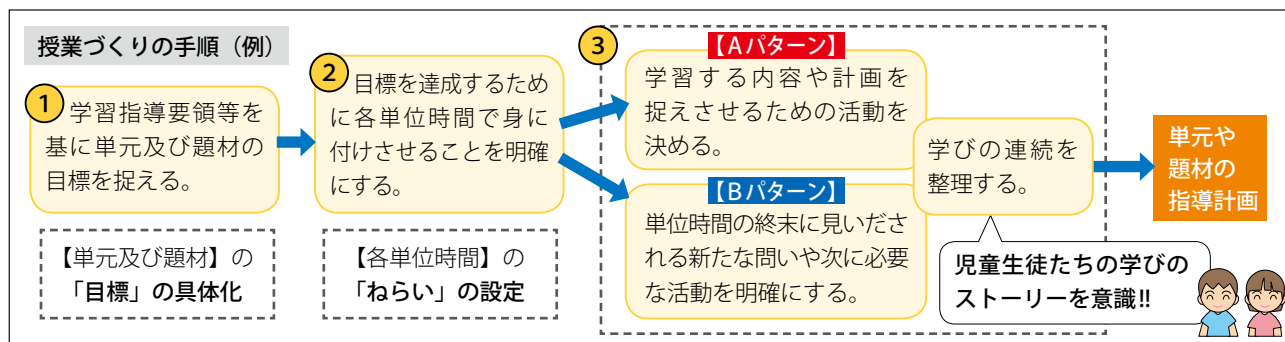 授業づくりの手順（例）
1
学習指導要領等を
基に単元及び題材の
目標を捉える。
【単元及び題材】の
「目標」の具体化
2
目標を達成するため
に各単位時間で身に
付けさせることを明確
にする。
【各単位時間】の
「ねらい」の設定
3
【Aパターン】
学習する内容や計画を
捉えさせるための活動を
決める。
【Bパターン】
単位時間の終末に見いださ
れる新たな問いや次に必要
な活動を明確にする。
学びの連続を
整理する。
児童生徒たちの学びの
ストーリーを意識!!
単元や
題材の
指導計画